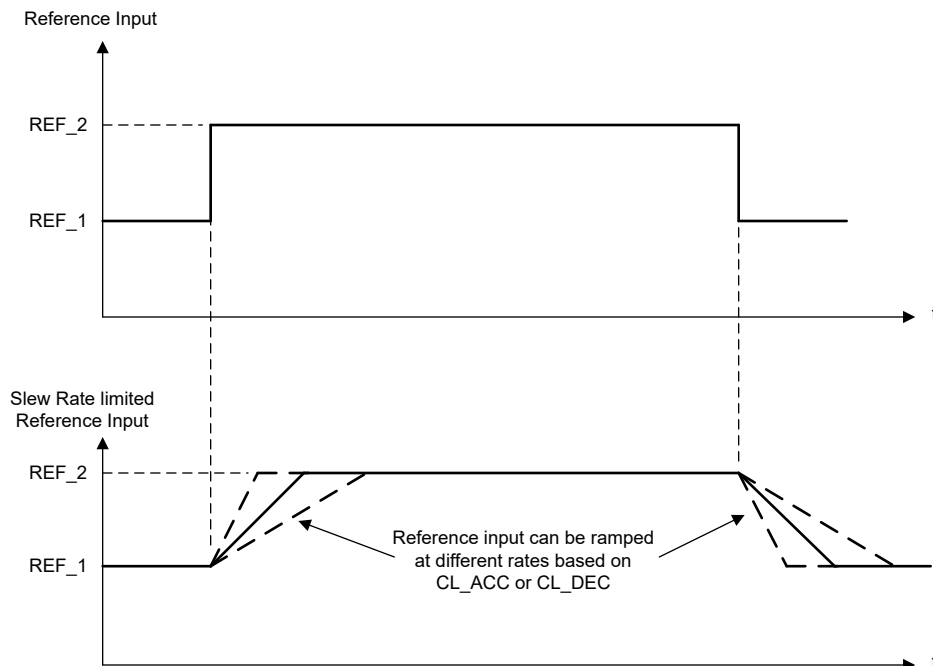 Reference Input
REF_2
REF_1
t
Slew Rate limited
Reference Input
REF_2
REF_1
Reference input can be ramped
at different rates based on
CL_ACC or CL_DEC
t